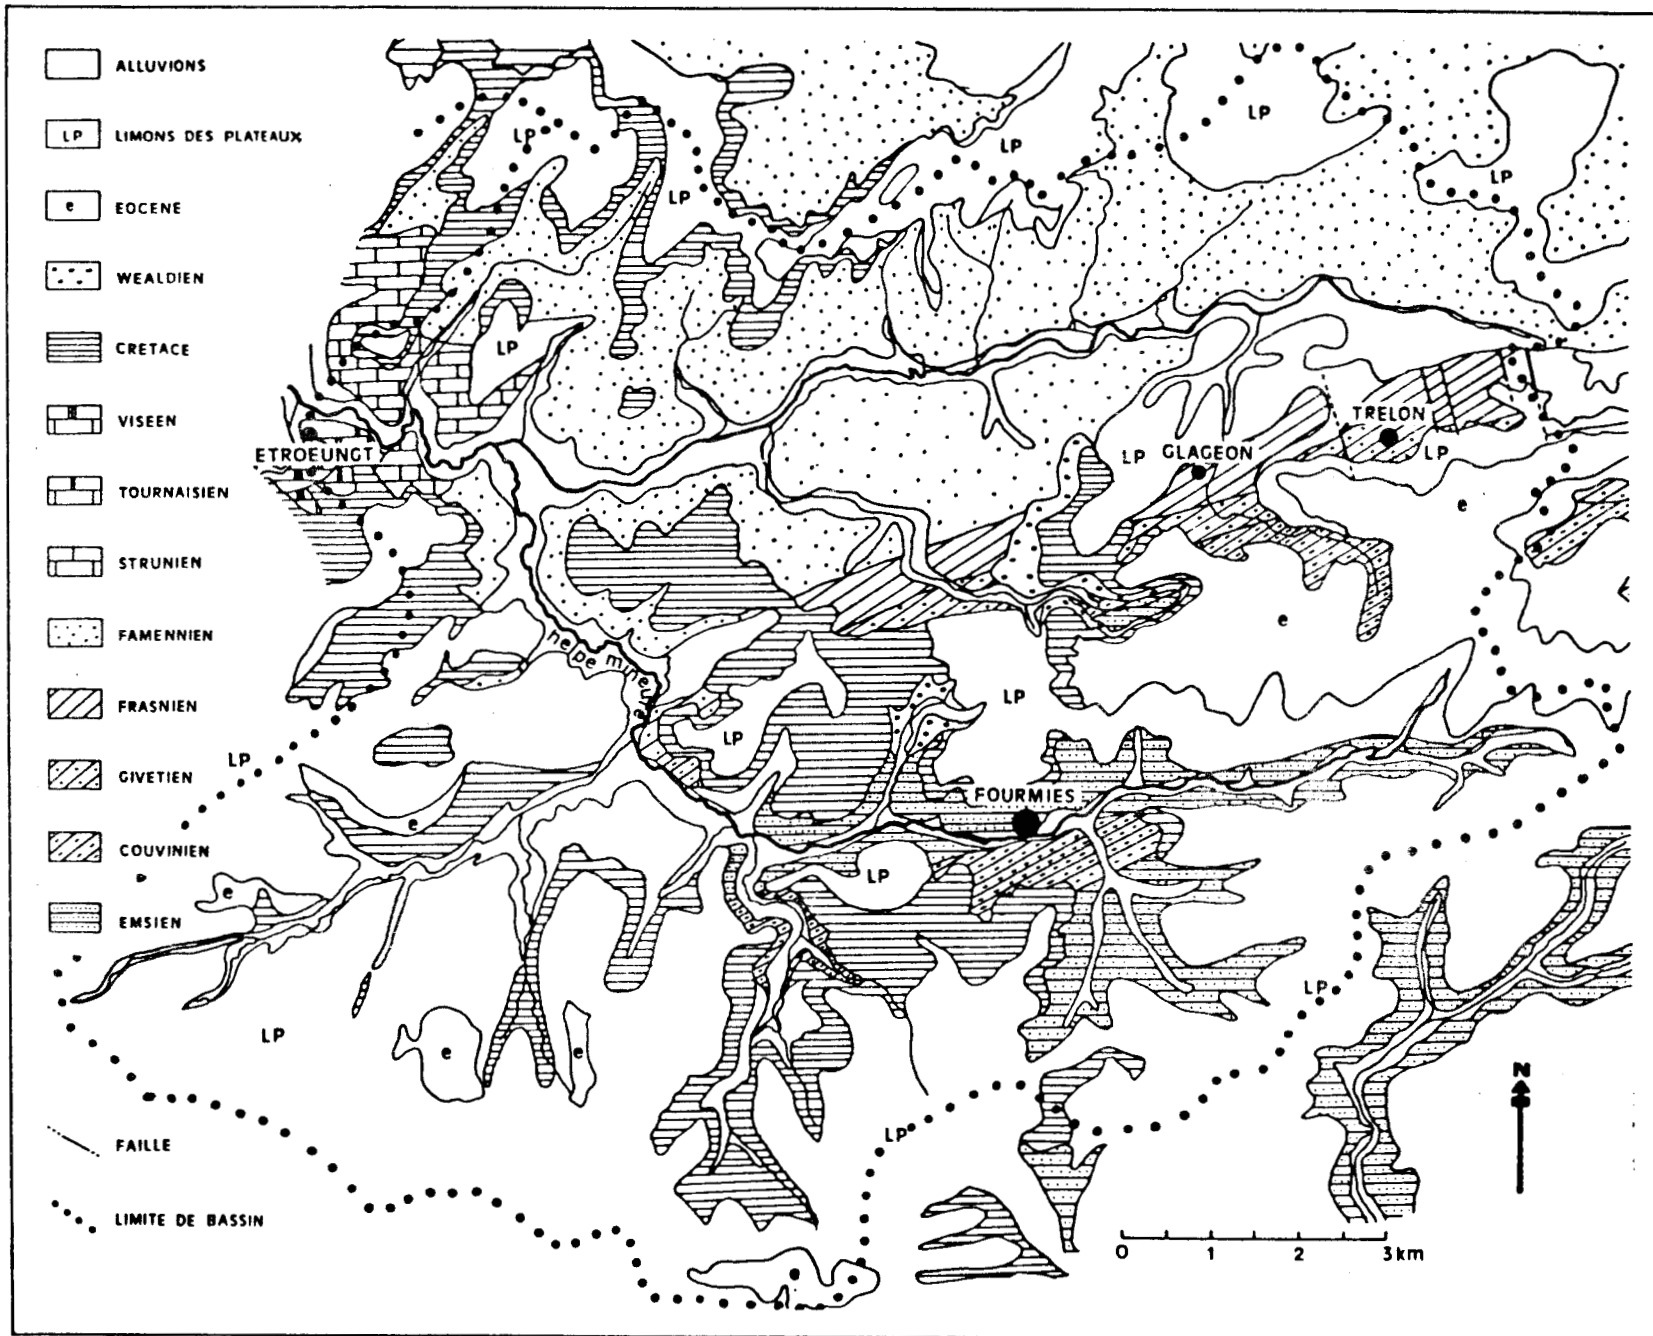 ALLUVIONS
LP LIMONS DES PLATEAUX
e EOCENE
WEALDIEN
CRETACE
VISEEN
TOURNAISIEN
STRUNIEN
FAMENNIEN
FRASNIEN
GIVETIEN
COUVINIEN
EMSIEN
FAILLE
LIMITE DE BASSIN
LP
LP
LP
LP
LP
LP
TRELON
LP
GLAGEON
LP
ETROEUNGT
e
e
helpe mineure
LP
LP
LP
FOURMIES
e
LP
e
LP
LP
e
e
LP
N
0 1 2 3km